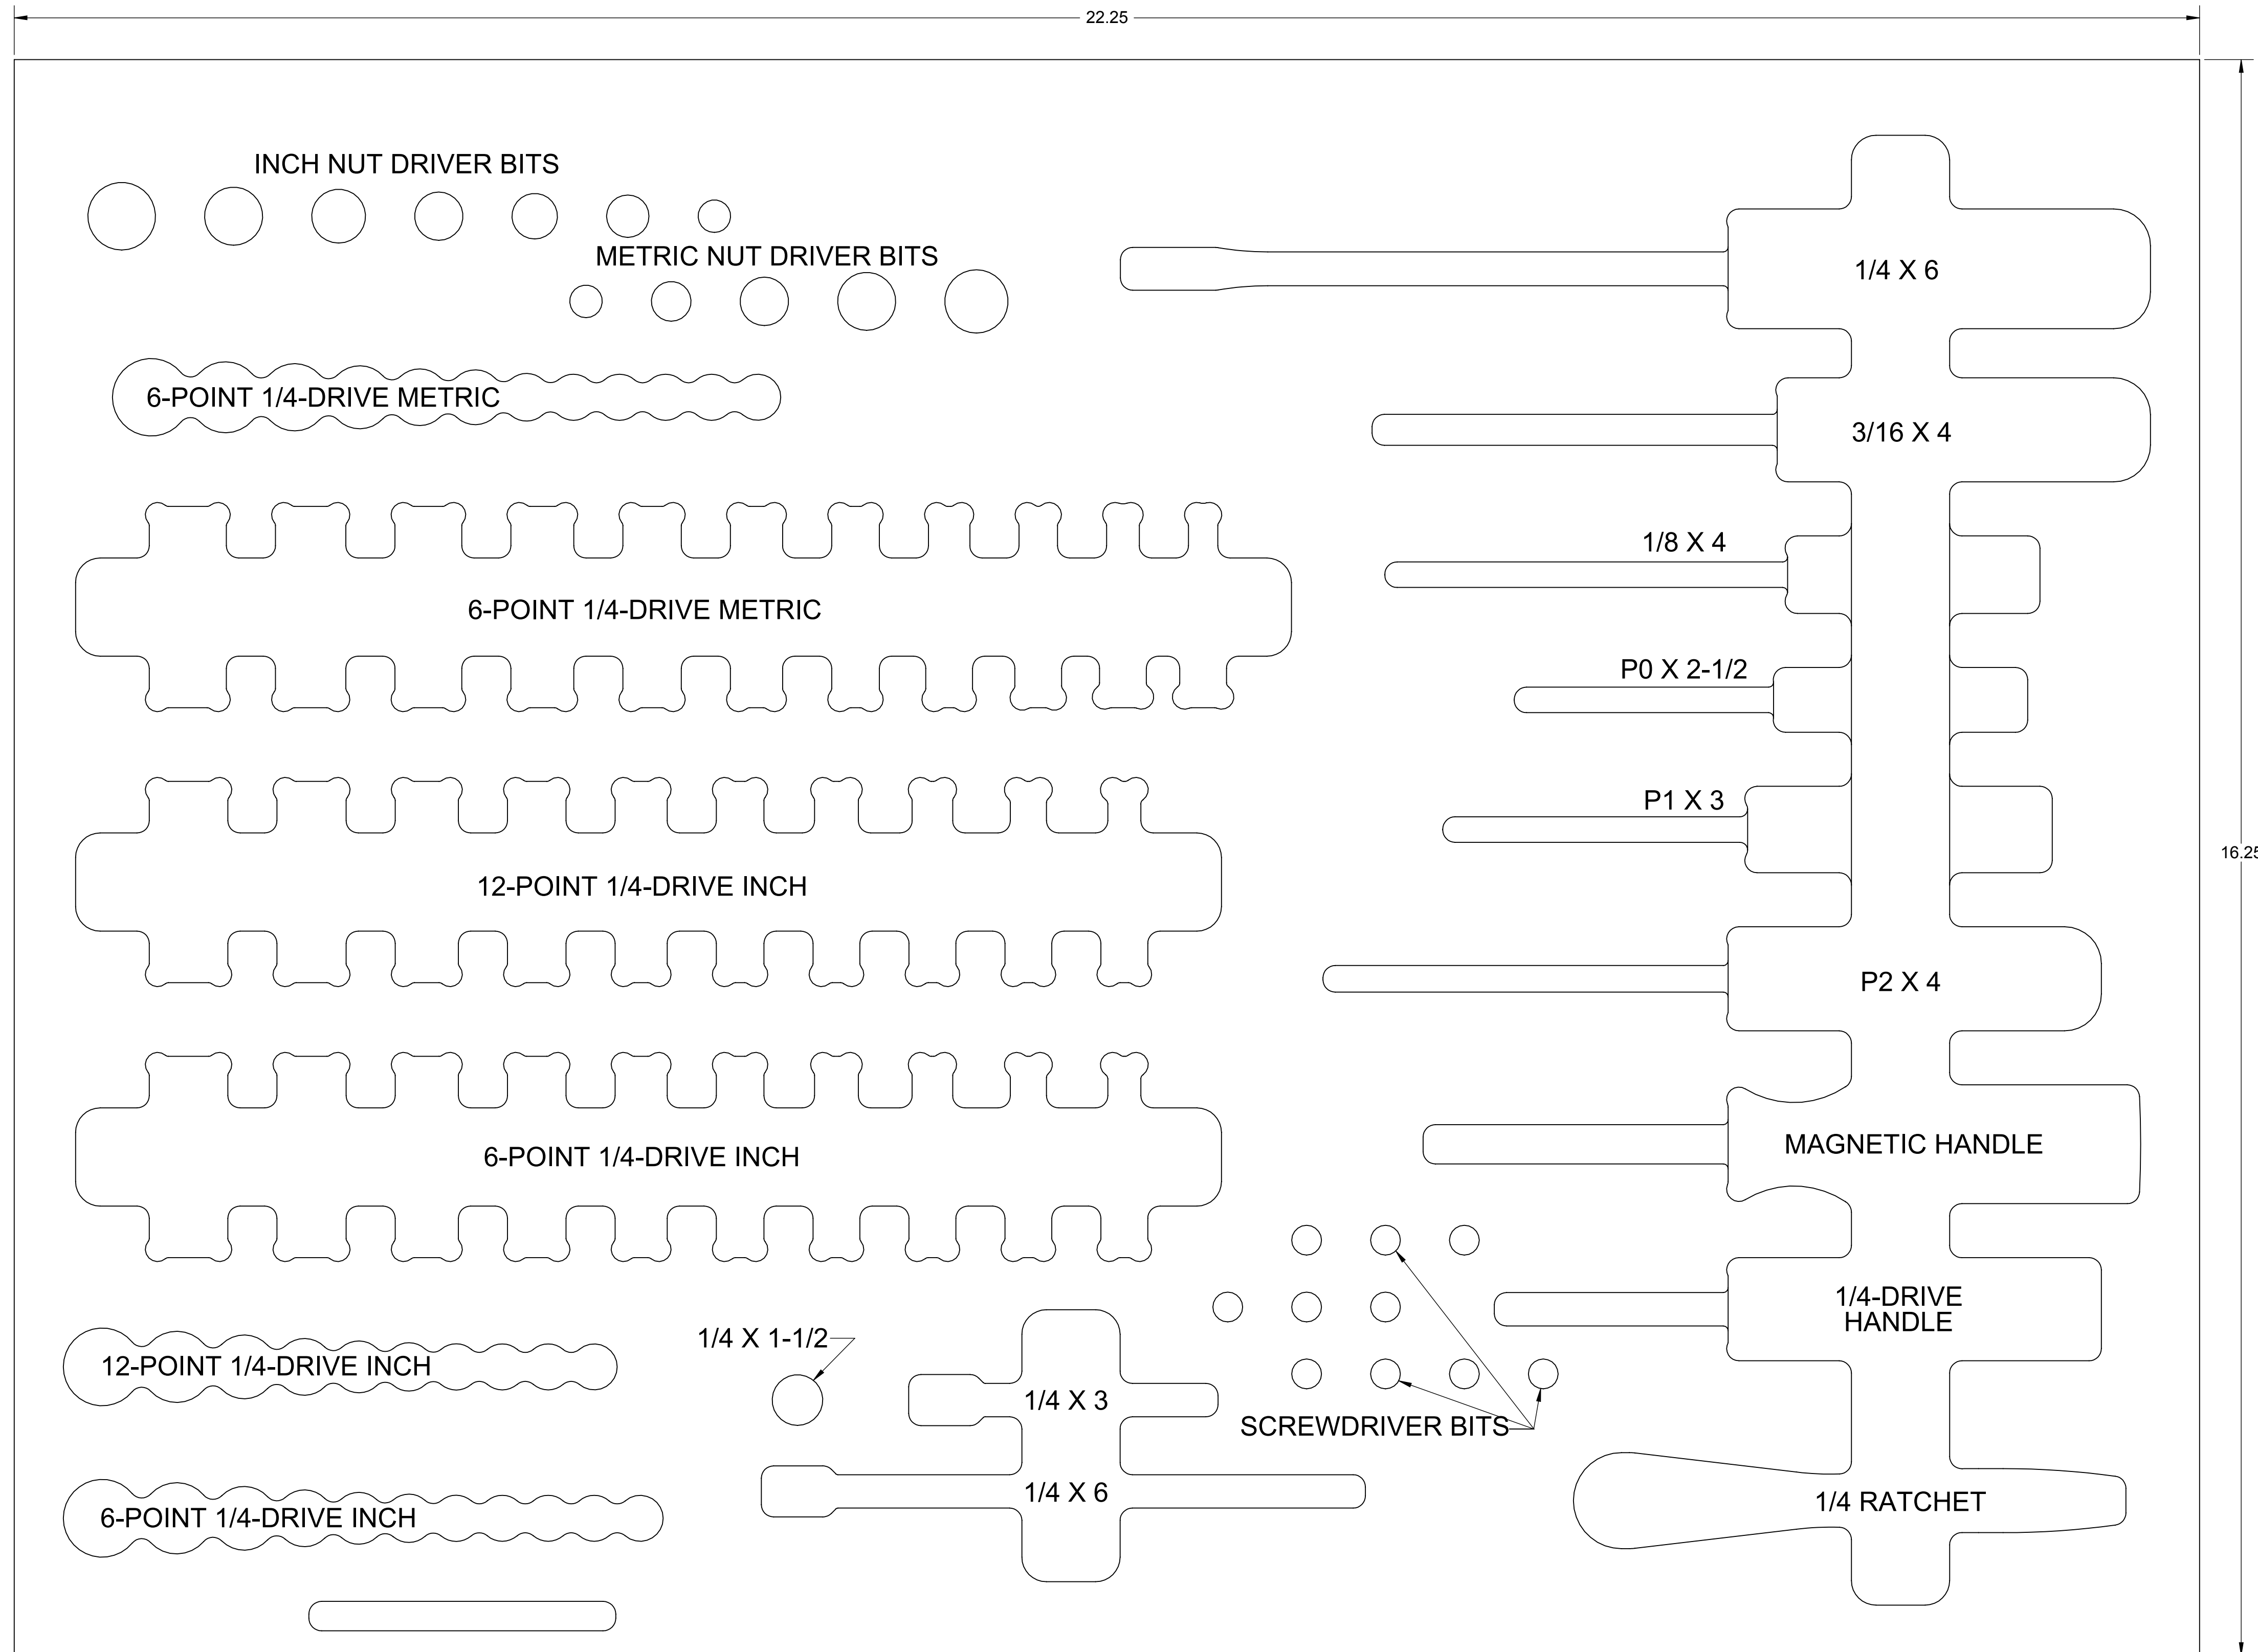 22.25
INCH NUT DRIVER BITS
METRIC NUT DRIVER BITS
1/4 X 6
6-POINT 1/4-DRIVE METRIC
3/16 X 4
1/8 X 4
6-POINT 1/4-DRIVE METRIC
P0 X 2-1/2
P1 X 3
16.25
12-POINT 1/4-DRIVE INCH
P2 X 4
6-POINT 1/4-DRIVE INCH
MAGNETIC HANDLE
1/4-DRIVE
HANDLE
1/4 X 1-1/2
12-POINT 1/4-DRIVE INCH
1/4 X 3
SCREWDRIVER BITS
1/4 X 6
1/4 RATCHET
6-POINT 1/4-DRIVE INCH